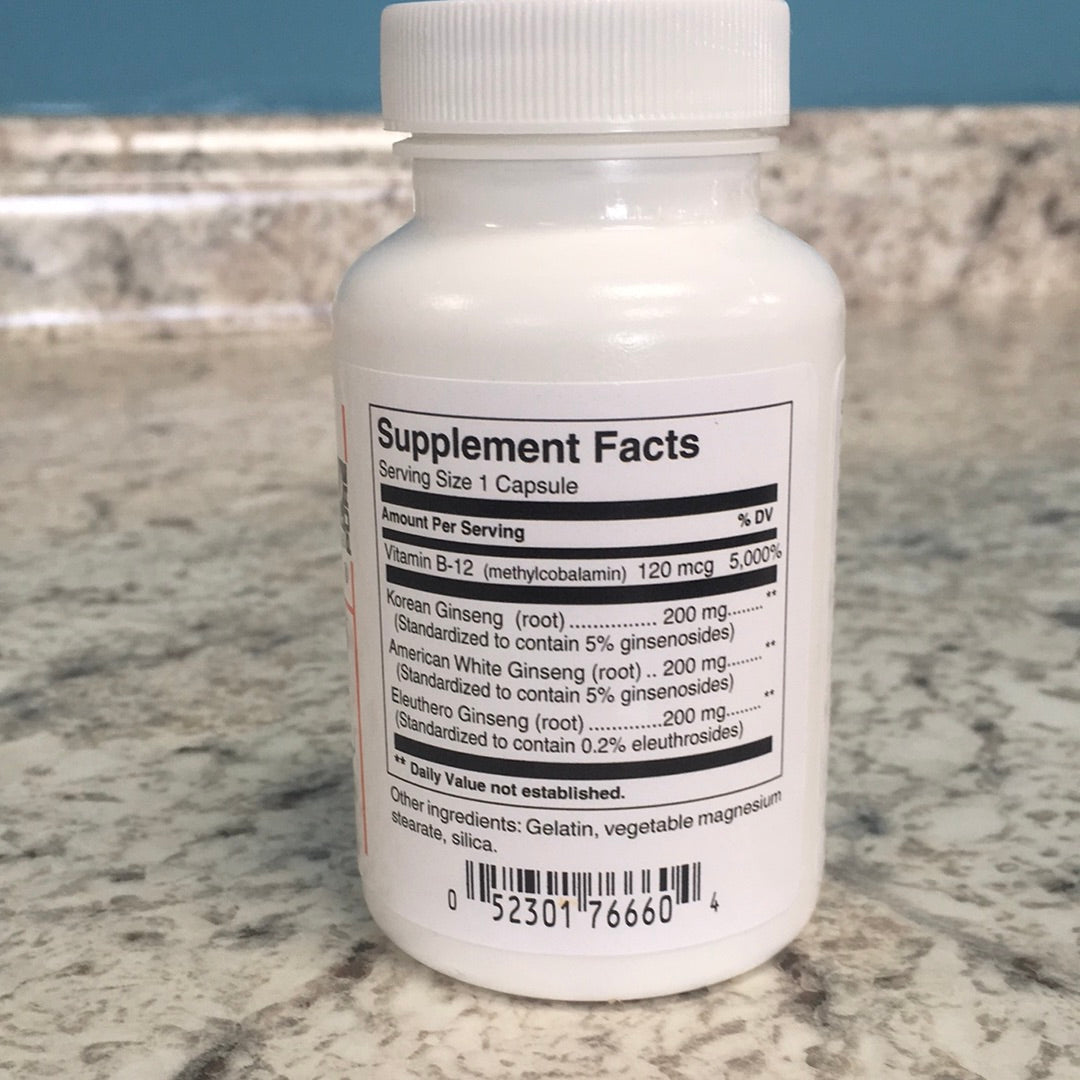 Supplement Facts
Serving Size 1 Capsule
Amount Per Serving % DV
Vitamin B-12 (methylcobalamin) 120 mcg 5,000%
Korean Ginseng (root)............... 200 mg........**
(Standardized to contain 5% ginsenosides)
American White Ginseng (root).. 200 mg........**
(Standardized to contain 5% ginsenosides)
Eleuthero Ginseng (root).............200 mg........**
(Standardized to contain 0.2% eleuthrosides)
** Daily Value not established.
Other ingredients: Gelatin, vegetable magnesium
stearate, silica.
0 52301 76660 4